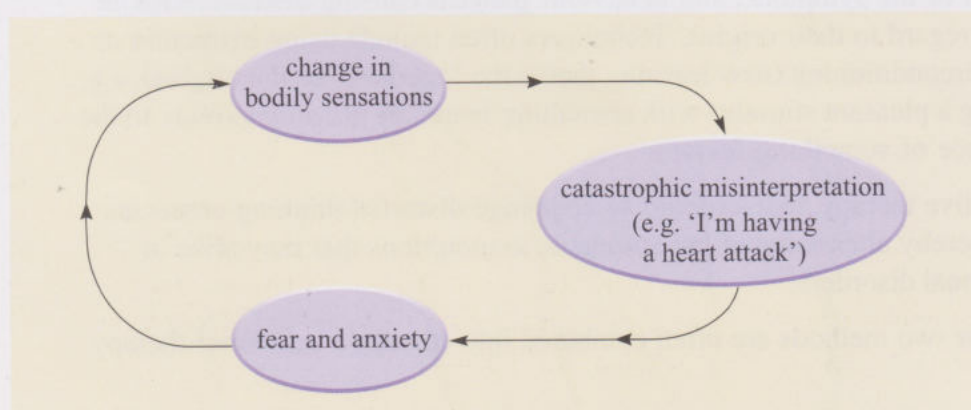 change in
bodily sensations
catastrophic misinterpretation
(e.g. 'I'm having
a heart attack')
fear and anxiety